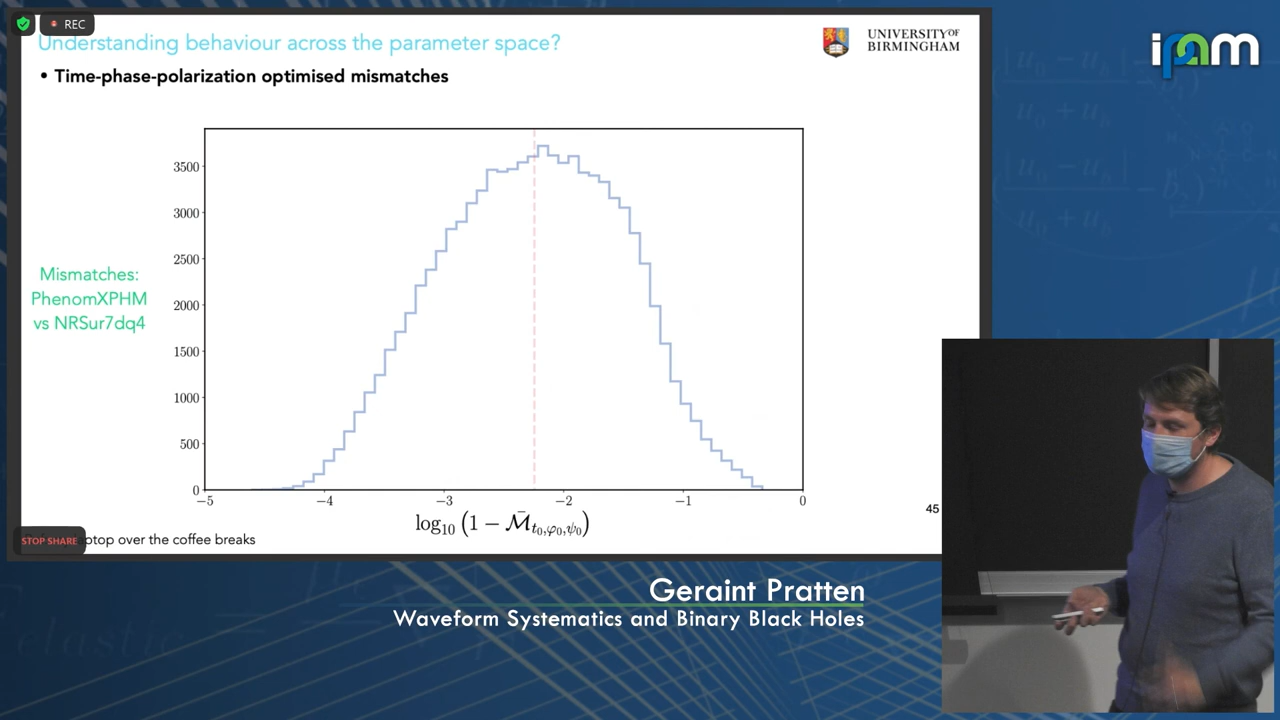 REC
Understanding behaviour across the parameter space?
UNIVERSITY OF
BIRMINGHAM
ipam
• Time-phase-polarization optimised mismatches
Mismatches:
PhenomXPHM
vs NRSur7dq4
3500
3000
2500
2000
1500
1000
500
0
−5 −4 −3 −2 −1 0
log₁₀ (1 − M̄ t₀,φ₀,ψ₀)
45
STOP SHARE
ptop over the coffee breaks
Geraint Pratten
Waveform Systematics and Binary Black Holes